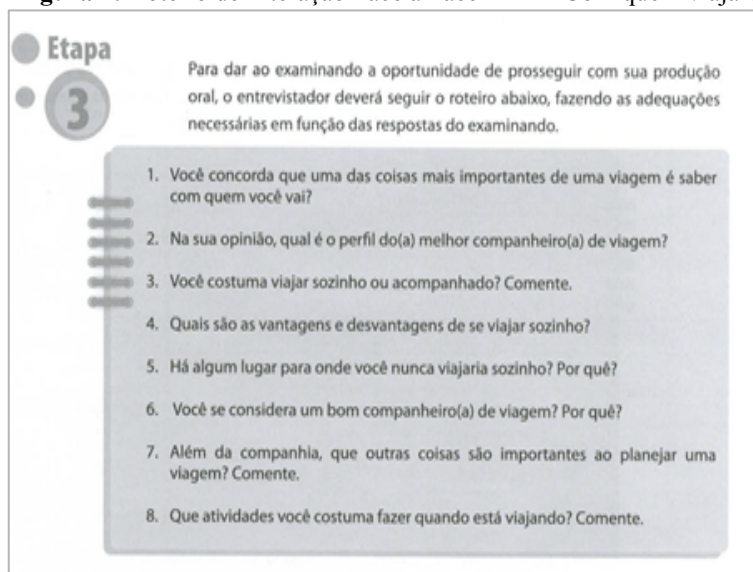 Etapa
3
Para dar ao examinando a oportunidade de prosseguir com sua produção
oral, o entrevistador deverá seguir o roteiro abaixo, fazendo as adequações
necessárias em função das respostas do examinando.
1. Você concorda que uma das coisas mais importantes de uma viagem é saber
com quem você vai?
2. Na sua opinião, qual é o perfil do(a) melhor companheiro(a) de viagem?
3. Você costuma viajar sozinho ou acompanhado? Comente.
4. Quais são as vantagens e desvantagens de se viajar sozinho?
5. Há algum lugar para onde você nunca viajaria sozinho? Por quê?
6. Você se considera um bom companheiro(a) de viagem? Por quê?
7. Além da companhia, que outras coisas são importantes ao planejar uma
viagem? Comente.
8. Que atividades você costuma fazer quando está viajando? Comente.